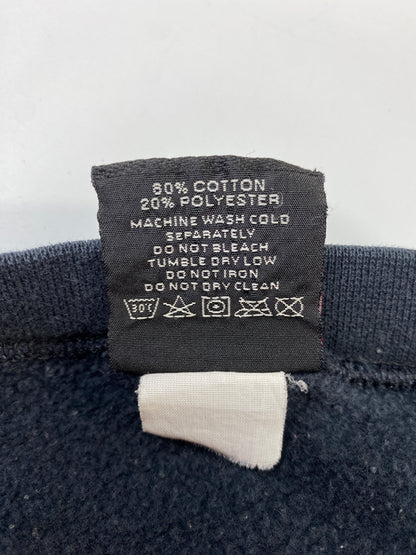 80% COTTON
20% POLYESTER
MACHINE WASH COLD
SEPARATELY
DO NOT BLEACH
TUMBLE DRY LOW
DO NOT IRON
DO NOT DRY CLEAN
30°C